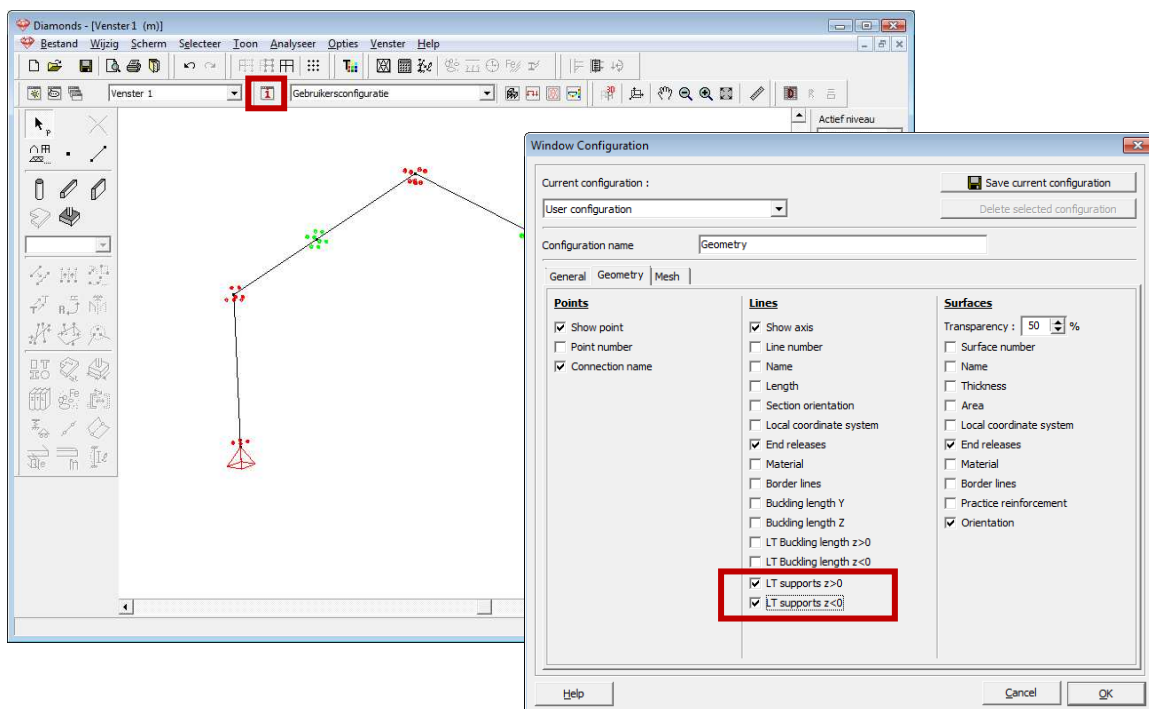 Diamonds - [Venster 1 (m)]
Bestand Wijzig Scherm Selecteer Toon Analyseer Opties Venster Help
Venster 1
Gebruikersconfiguratie
Actief niveau
Window Configuration
Current configuration :
Save current configuration
User configuration
Delete selected configuration
Configuration name
Geometry
General Geometry Mesh
Points
Show point
Point number
Connection name
Lines
Show axis
Line number
Name
Length
Section orientation
Local coordinate system
End releases
Material
Border lines
Buckling length Y
Buckling length Z
LT Buckling length z>0
LT Buckling length z<0
LT supports z>0
LT supports z<0
Surfaces
Transparency : 50 %
Surface number
Name
Thickness
Area
Local coordinate system
End releases
Material
Border lines
Practice reinforcement
Orientation
Help
Cancel
OK